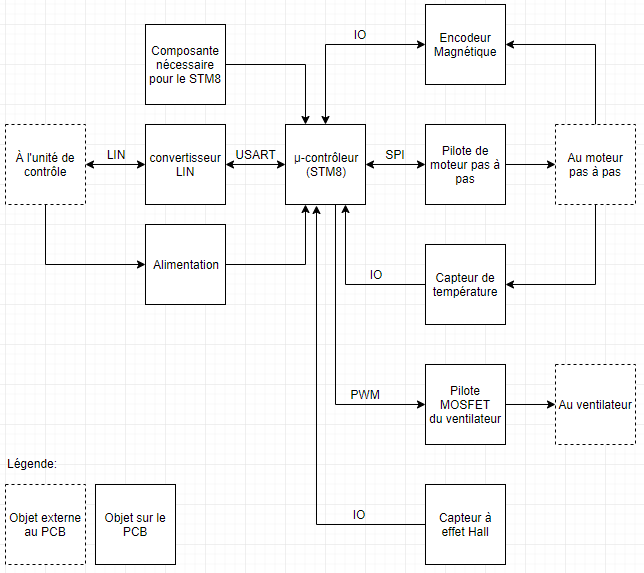 Composante
nécessaire
pour le STM8
IO
Encodeur
Magnétique
À l'unité de
contrôle
LIN
convertisseur
LIN
USART
µ-contrôleur
(STM8)
SPI
Pilote de
moteur pas à
pas
Au moteur
pas à pas
Alimentation
IO
Capteur de
température
PWM
Pilote
MOSFET
du ventilateur
Au ventilateur
Légende:
Objet externe
au PCB
Objet sur le
PCB
IO
Capteur à
effet Hall